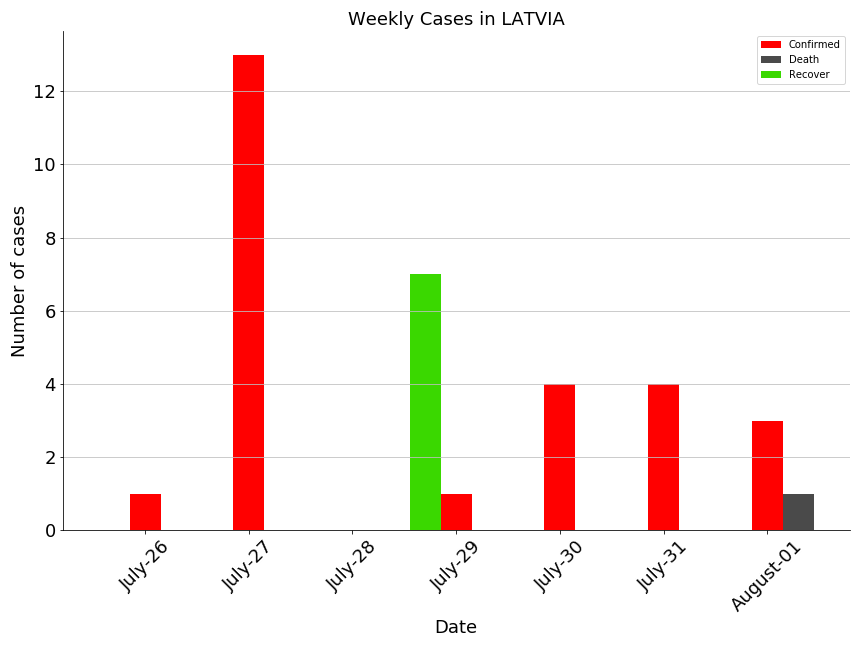 Weekly Cases in LATVIA
Confirmed
Death
Recover
Number of cases
12
10
8
6
4
2
0
July-26
July-27
July-28
July-29
July-30
July-31
August-01
Date